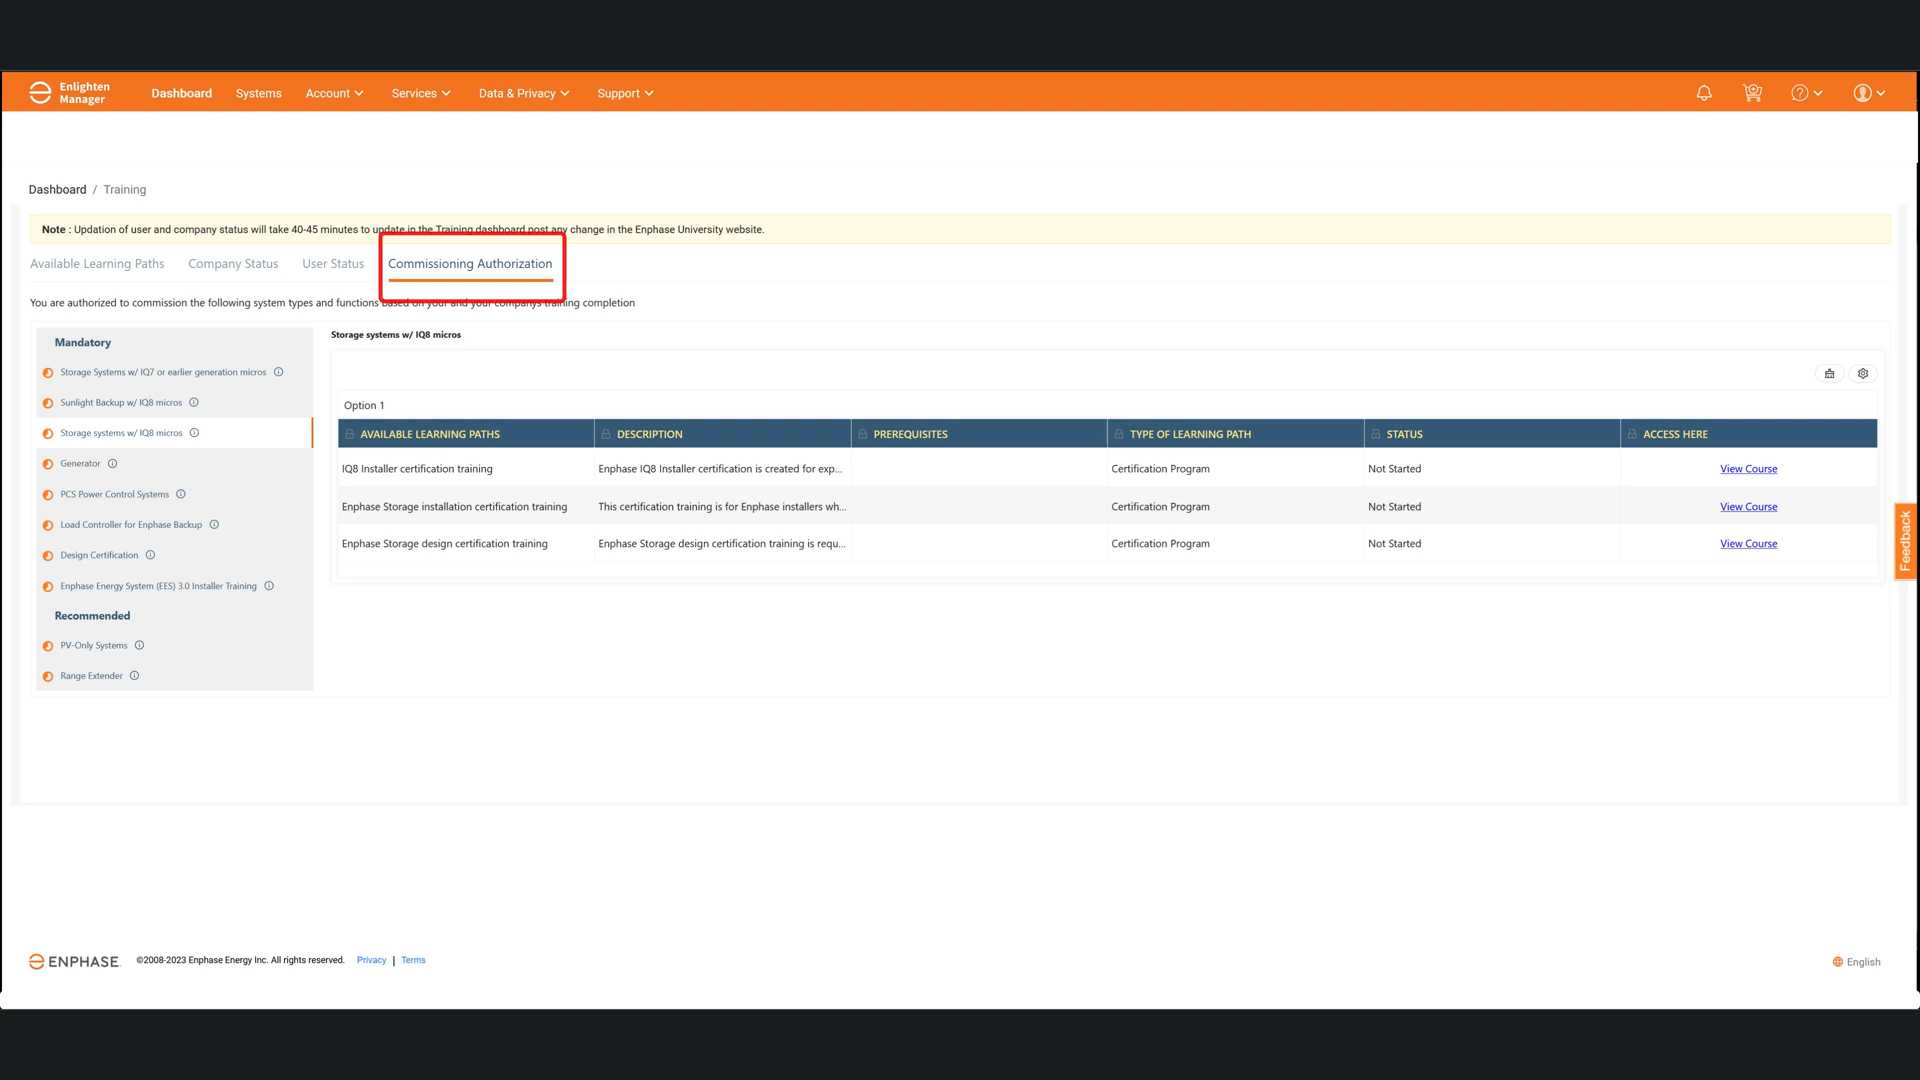 Enlighten
Manager
Dashboard Systems Account Services Data & Privacy Support
Dashboard / Training
Note : Updation of user and company status will take 40-45 minutes to update in the Training dashboard post any change in the Enphase University website.
Available Learning Paths Company Status User Status Commissioning Authorization
You are authorized to commission the following system types and functions based on your and your companys training completion
Mandatory
Storage Systems w/ IQ7 or earlier generation micros
Sunlight Backup w/ IQ8 micros
Storage systems w/ IQ8 micros
Generator
PCS Power Control Systems
Load Controller for Enphase Backup
Design Certification
Enphase Energy System (EES) 3.0 Installer Training
Recommended
PV-Only Systems
Range Extender
Storage systems w/ IQ8 micros
Option 1
AVAILABLE LEARNING PATHS DESCRIPTION PREREQUISITES TYPE OF LEARNING PATH STATUS ACCESS HERE
IQ8 Installer certification training Enphase IQ8 Installer certification is created for exp... Certification Program Not Started View Course
Enphase Storage installation certification training This certification training is for Enphase installers wh... Certification Program Not Started View Course
Enphase Storage design certification training Enphase Storage design certification training is requ... Certification Program Not Started View Course
Feedback
ENPHASE. ©2008-2023 Enphase Energy Inc. All rights reserved. Privacy | Terms
English